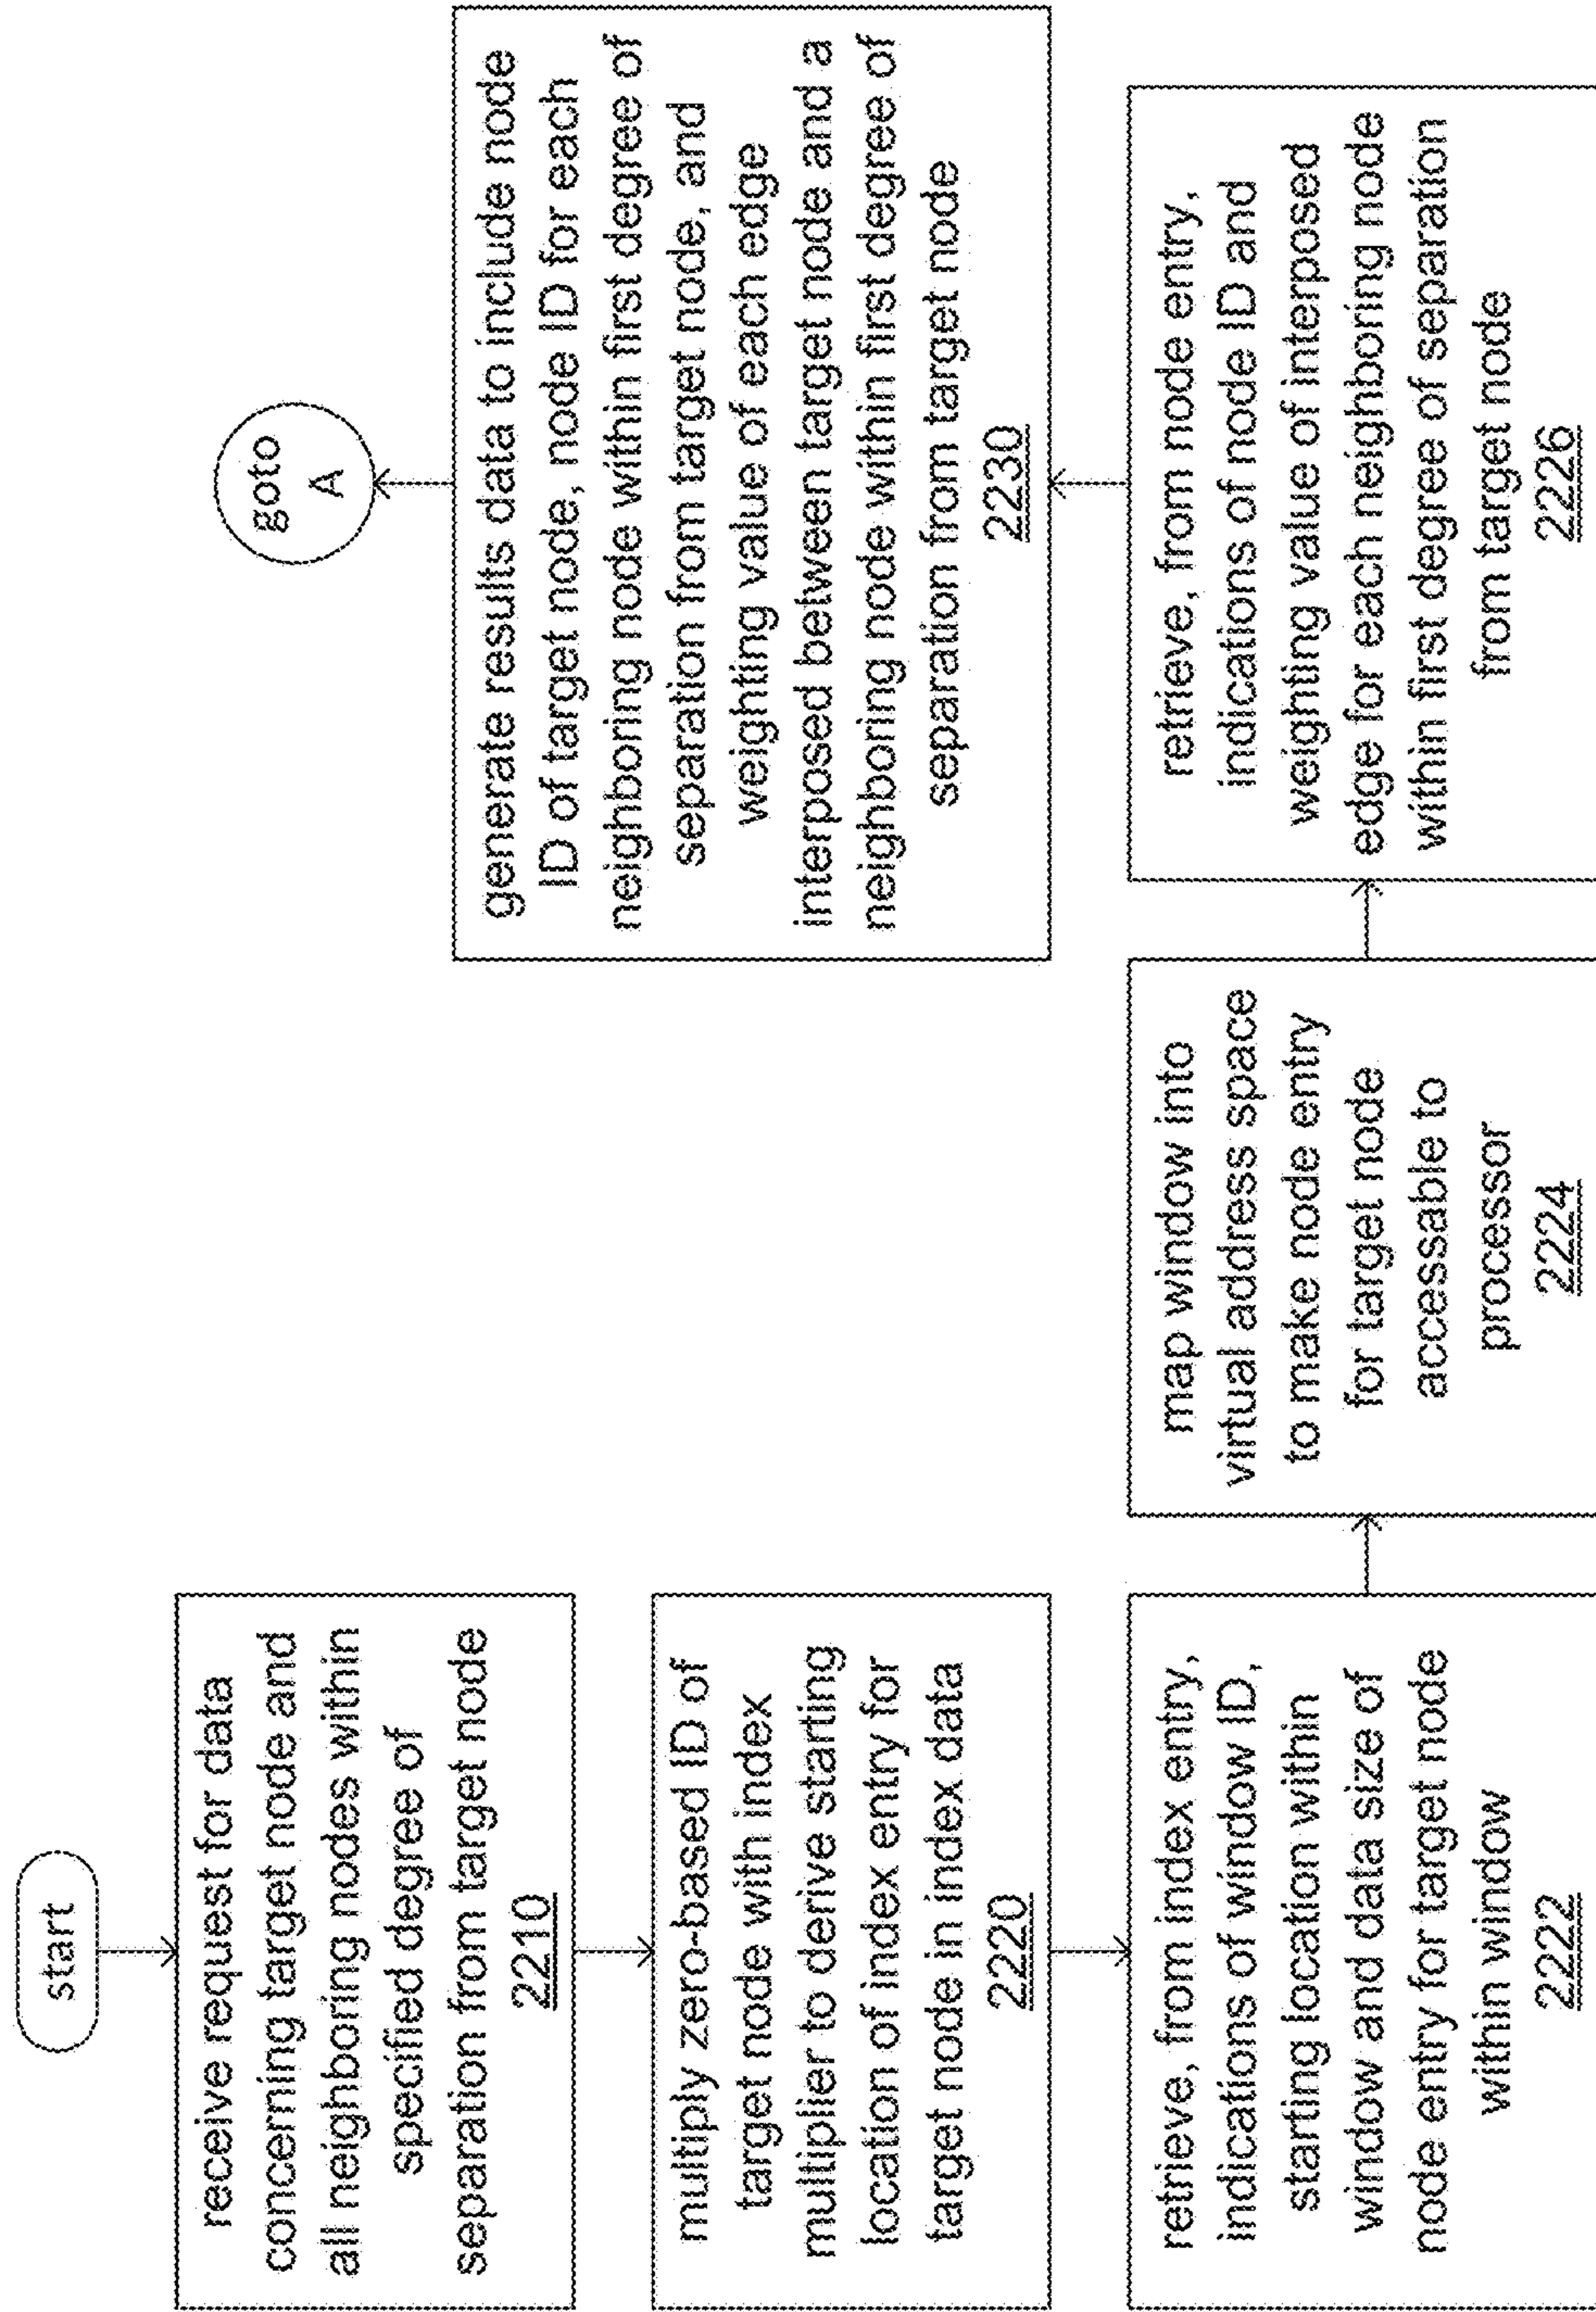 start
receive request for data
concerning target node and
all neighboring nodes within
specified degree of
separation from target node
2210
multiply zero-based ID of
target node with index
multiplier to derive starting
location of index entry for
target node in index data
2220
retrieve, from index entry,
indications of window ID,
starting location within
window and data size of
node entry for target node
within window
2222
map window into
virtual address space
to make node entry
for target node
accessable to
processor
2224
retrieve, from node entry,
indications of node ID and
weighting value of interposed
edge for each neighboring node
within first degree of separation
from target node
2226
generate results data to include node
ID of target node, node ID for each
neighboring node within first degree of
separation from target node, and
weighting value of each edge
interposed between target node and a
neighboring node within first degree of
separation from target node
2230
goto
A